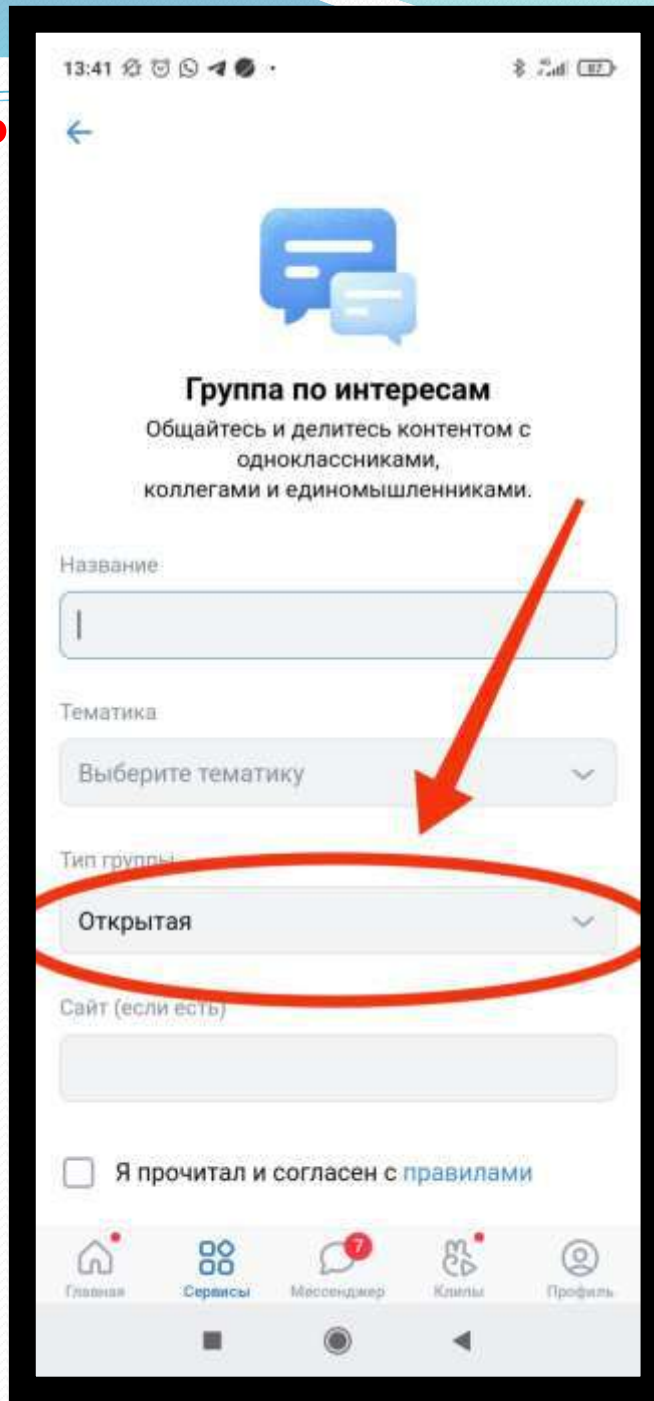 13:41
87
Группа по интересам
Общайтесь и делитесь контентом с
одноклассниками,
коллегами и единомышленниками.
Название
Тематика
Выберите тематику
Тип группы
Открытая
Сайт (если есть)
Я прочитал и согласен с правилами
7
Главная Сервисы Мессенджер Клипы Профиль